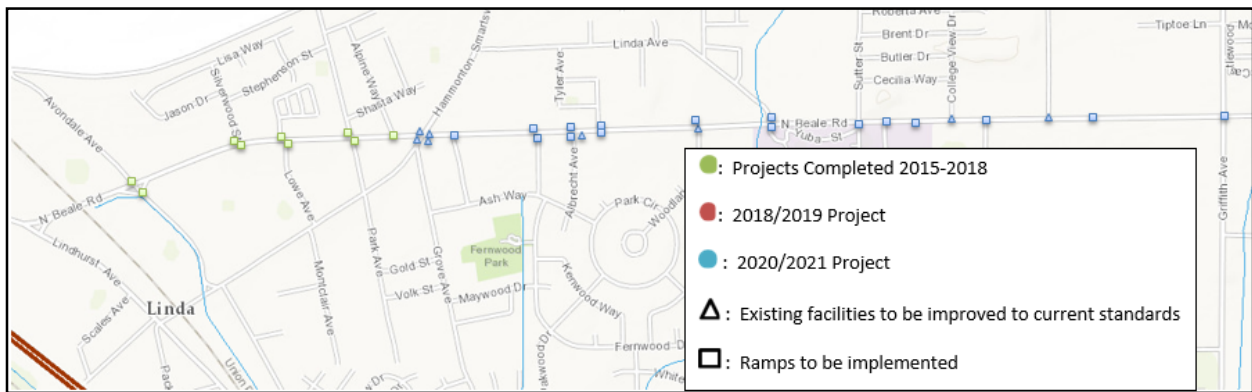 Roberta Ave
Tiptoe Ln
Brent Dr
Linda Ave
Butler Dr
Cecilia Way
Lisa Way
Stephenson St
Jason Dr
Silverwood St
Alpine Way
Shasta Way
Hammonton Smartsv
Tyler Ave
Sutter St
College View Dr
tlewood
Avondale Ave
N Beale Rd
Yuba St
N Beale Rd
Lowe Ave
Ash Way
Albrecht Ave
Park Cir
Griffith Ave
Lindhurst Ave
Park Ave
Gold St
Grove Ave
Fernwood
Park
Kenwood Way
Montclair Ave
Volk St
Maywood Dr
Linda
Scales Ave
Fernwood D
: Projects Completed 2015-2018
: 2018/2019 Project
: 2020/2021 Project
: Existing facilities to be improved to current standards
: Ramps to be implemented